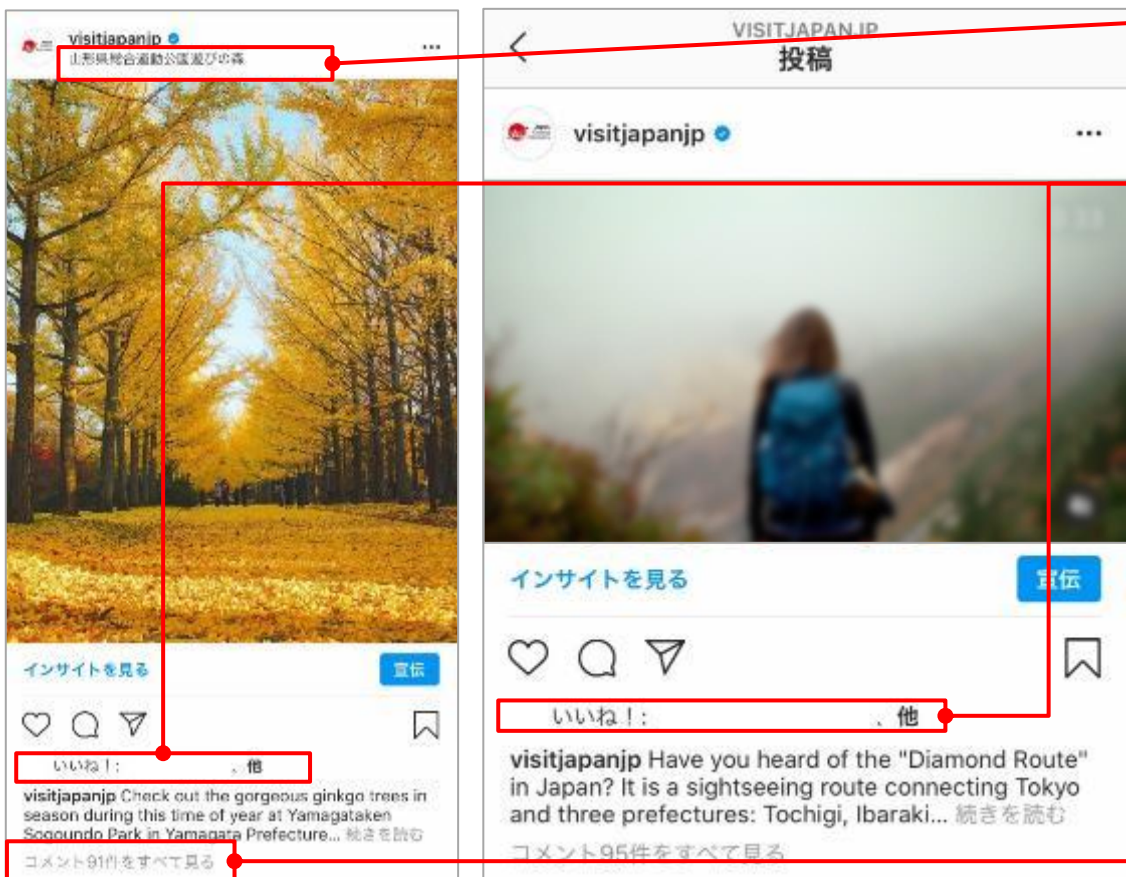 visitjapanjp
山形県総合運動公園遊びの森
インサイトを見る
宣伝
いいね！: 、他
visitjapanjp Check out the gorgeous ginkgo trees in
season during this time of year at Yamagataken
Sogoundo Park in Yamagata Prefecture... 続きを読む
コメント91件をすべて見る
VISITJAPANJP
投稿
visitjapanjp
インサイトを見る
宣伝
いいね！: 、他
visitjapanjp Have you heard of the "Diamond Route"
in Japan? It is a sightseeing route connecting Tokyo
and three prefectures: Tochigi, Ibaraki... 続きを読む
コメント95件をすべて見る